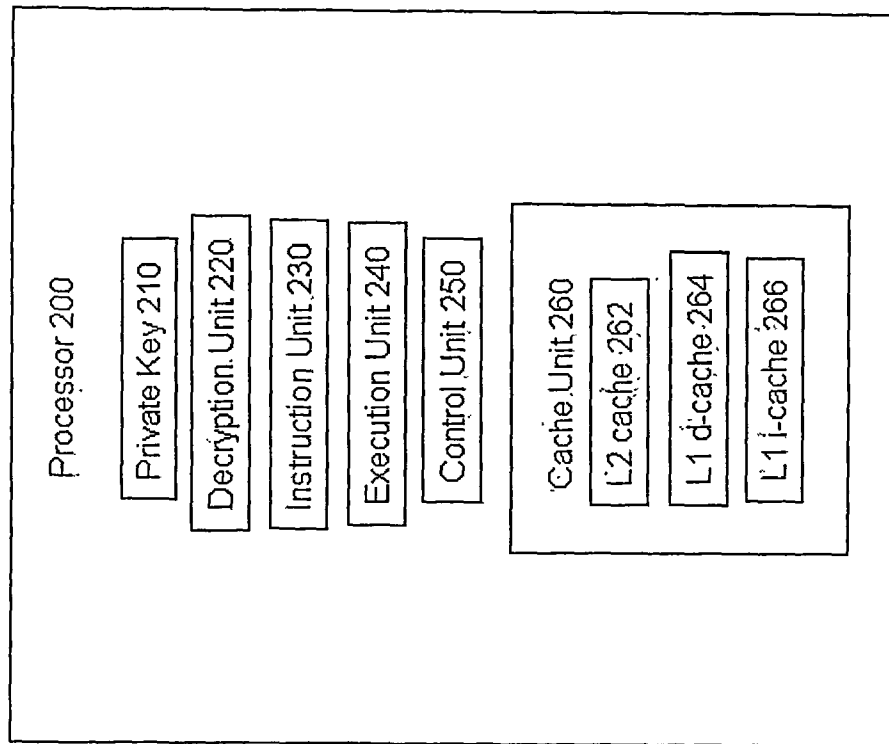 Processor 200
Private Key 210
Decryption Unit 220
Instruction Unit 230
Execution Unit 240
Control Unit 250
Cache Unit 260
L2 cache 262
L1 d-cache 264
L1 i-cache 266